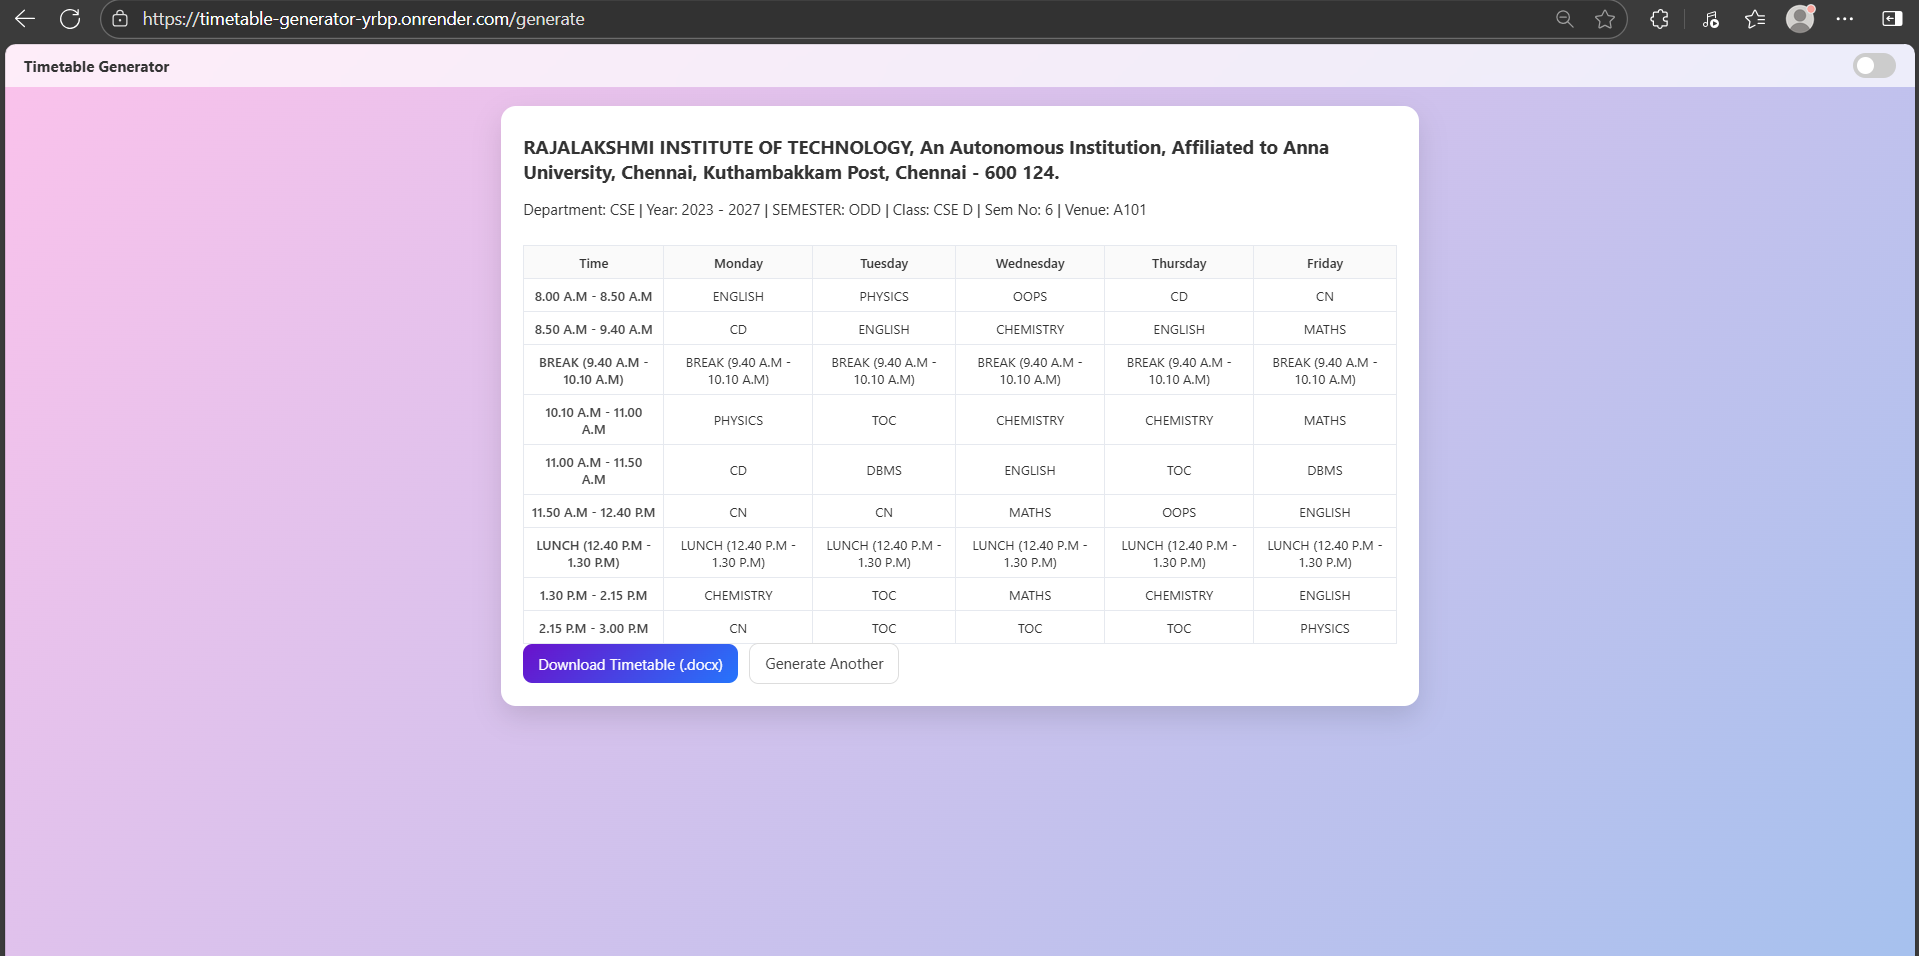 https://timetable-generator-yrbp.onrender.com/generate
Timetable Generator
RAJALAKSHMI INSTITUTE OF TECHNOLOGY, An Autonomous Institution, Affiliated to Anna
University, Chennai, Kuthambakkam Post, Chennai - 600 124.
Department: CSE | Year: 2023 - 2027 | SEMESTER: ODD | Class: CSE D | Sem No: 6 | Venue: A101
Time Monday Tuesday Wednesday Thursday Friday
8.00 A.M - 8.50 A.M ENGLISH PHYSICS OOPS CD CN
8.50 A.M - 9.40 A.M CD ENGLISH CHEMISTRY ENGLISH MATHS
BREAK (9.40 A.M - BREAK (9.40 A.M - BREAK (9.40 A.M - BREAK (9.40 A.M - BREAK (9.40 A.M - BREAK (9.40 A.M -
10.10 A.M) 10.10 A.M) 10.10 A.M) 10.10 A.M) 10.10 A.M) 10.10 A.M)
10.10 A.M - 11.00
A.M PHYSICS TOC CHEMISTRY CHEMISTRY MATHS
11.00 A.M - 11.50
A.M CD DBMS ENGLISH TOC DBMS
11.50 A.M - 12.40 P.M CN CN MATHS OOPS ENGLISH
LUNCH (12.40 P.M - LUNCH (12.40 P.M - LUNCH (12.40 P.M - LUNCH (12.40 P.M - LUNCH (12.40 P.M - LUNCH (12.40 P.M -
1.30 P.M) 1.30 P.M) 1.30 P.M) 1.30 P.M) 1.30 P.M) 1.30 P.M)
1.30 P.M - 2.15 P.M CHEMISTRY TOC MATHS CHEMISTRY ENGLISH
2.15 P.M - 3.00 P.M CN TOC TOC TOC PHYSICS
Download Timetable (.docx) Generate Another